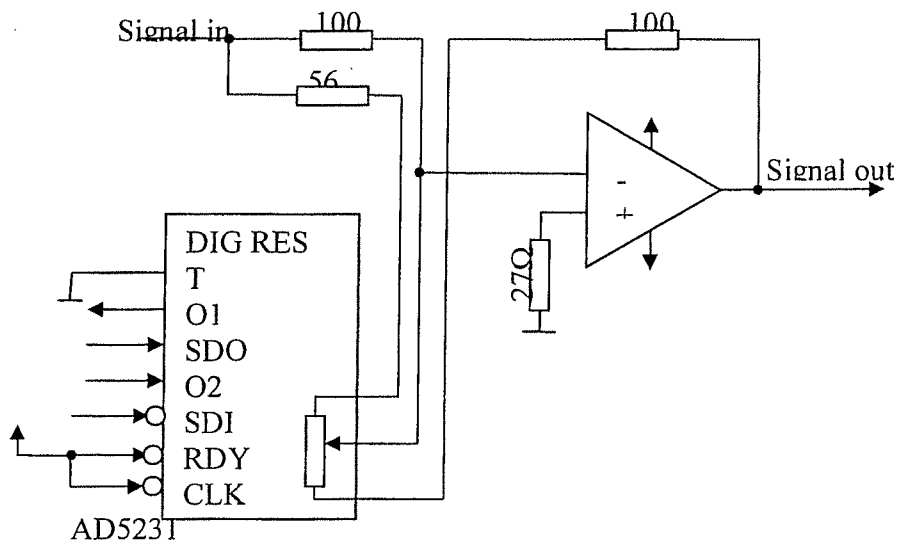 Signal in
100
100
56
Signal out
-
+
27Ω
DIG RES
T
O1
SDO
O2
SDI
RDY
CLK
AD5231